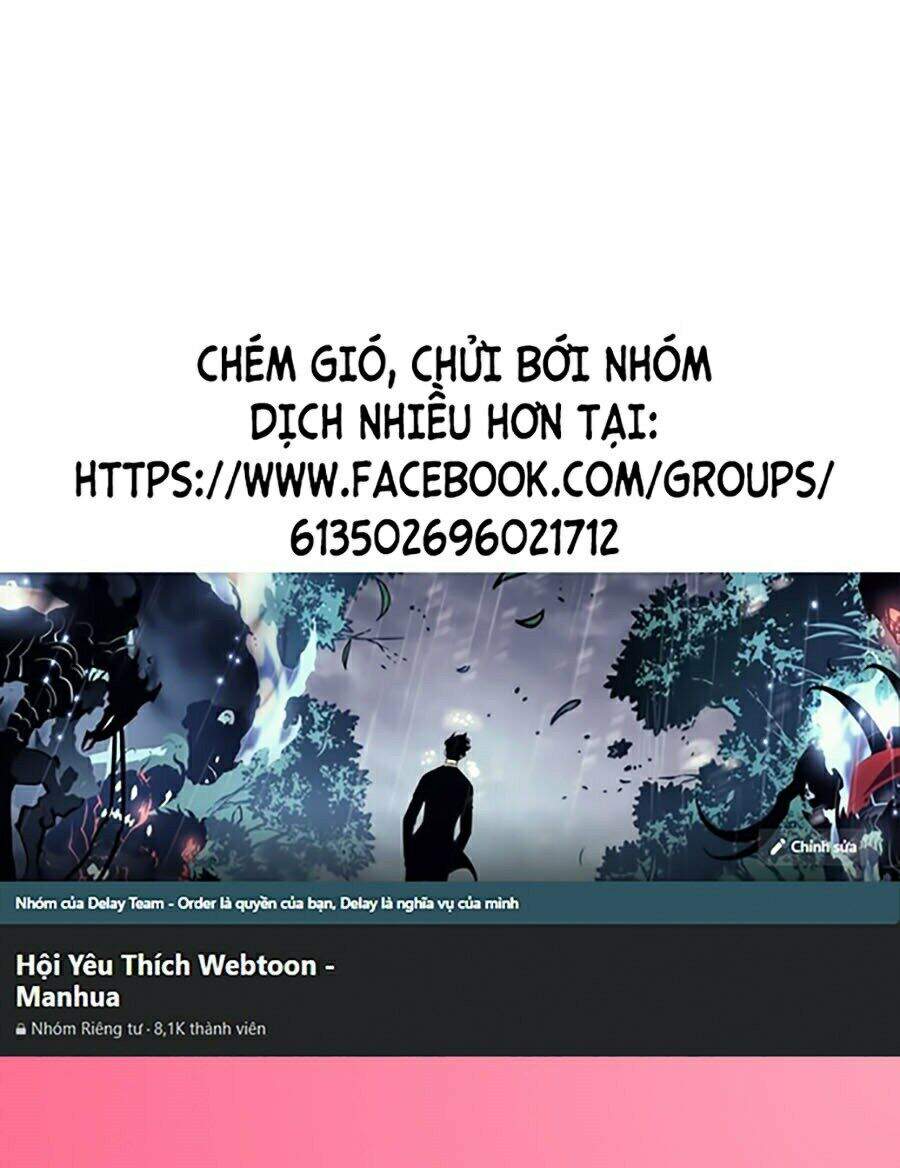 CHÉM GIÓ, CHỬI BỚI NHÓM
DỊCH NHIỀU HƠN TẠI:
HTTPS://WWW.FACEBOOK.COM/GROUPS/
613502696021712
Chỉnh sửa
Nhóm của Delay Team - Order là quyền của bạn, Delay là nghĩa vụ của mình
Hội Yêu Thích Webtoon -
Manhua
Nhóm Riêng tư · 8,1K thành viên